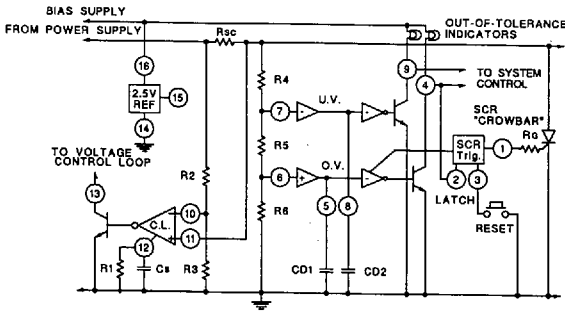 BIAS SUPPLY
FROM POWER SUPPLY
Rsc
OUT-OF-TOLERANCE
INDICATORS
16
2.5V
REF
15
14
R4
7
-
U.V.
-
9
4
TO SYSTEM
CONTROL
SCR
"CROWBAR"
TO VOLTAGE
CONTROL LOOP
13
R2
R5
6
+
O.V.
-
SCR
Trig.
1
RG
2
3
LATCH
RESET
5
8
C.L.
-
10
+
11
12
R1
Cs
R3
R6
CD1
CD2